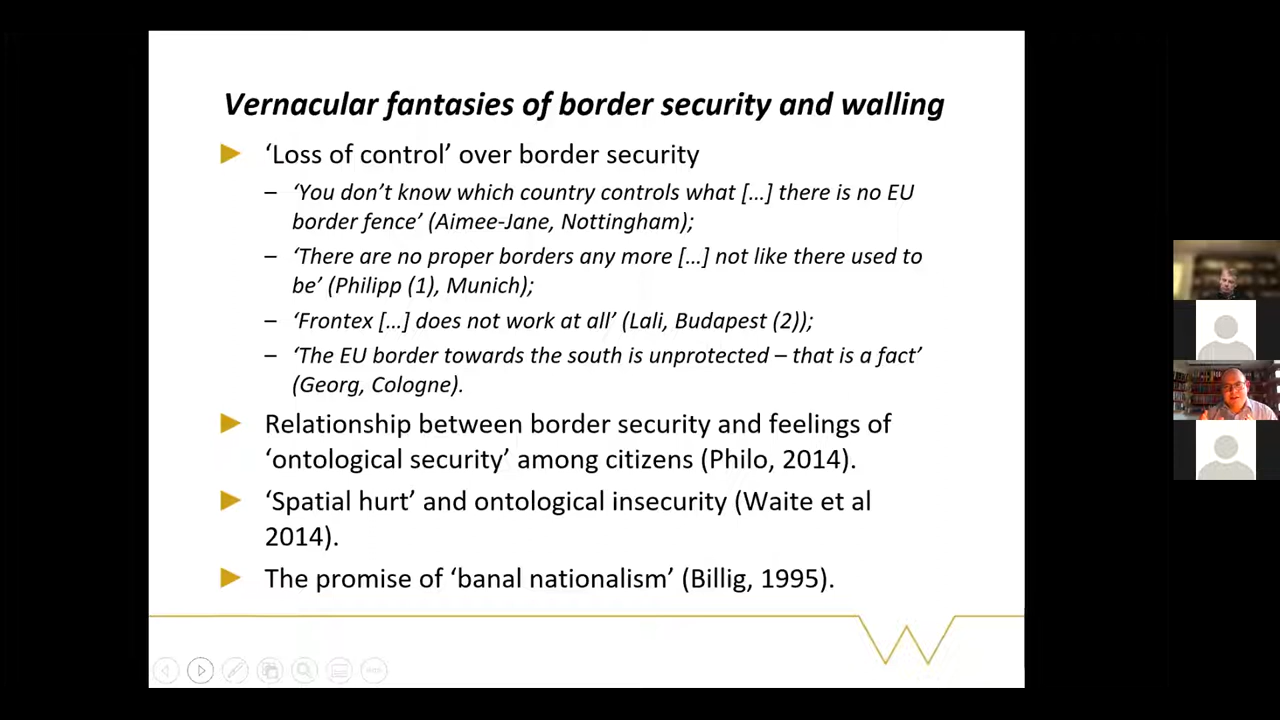 Vernacular fantasies of border security and walling
‘Loss of control’ over border security
– ‘You don’t know which country controls what […] there is no EU
border fence’ (Aimee-Jane, Nottingham);
– ‘There are no proper borders any more […] not like there used to
be’ (Philipp (1), Munich);
– ‘Frontex […] does not work at all’ (Lali, Budapest (2));
– ‘The EU border towards the south is unprotected – that is a fact’
(Georg, Cologne).
Relationship between border security and feelings of
‘ontological security’ among citizens (Philo, 2014).
‘Spatial hurt’ and ontological insecurity (Waite et al
2014).
The promise of ‘banal nationalism’ (Billig, 1995).